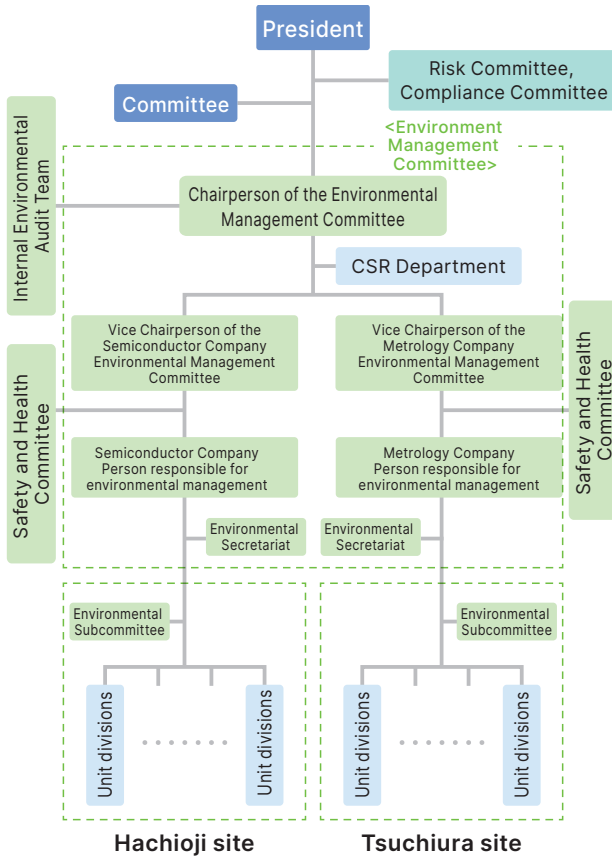 President
Risk Committee,
Compliance Committee
Committee
<Environment
Management
Committee>
Internal Environmental
Audit Team
Chairperson of the Environmental
Management Committee
CSR Department
Vice Chairperson of the
Semiconductor Company
Environmental Management
Committee
Vice Chairperson of the
Metrology Company
Environmental Management
Committee
Safety and Health
Committee
Safety and Health
Committee
Semiconductor Company
Person responsible for
environmental management
Metrology Company
Person responsible for
environmental management
Environmental
Secretariat
Environmental
Secretariat
Environmental
Subcommittee
Environmental
Subcommittee
Unit divisions
Unit divisions
Unit divisions
Unit divisions
Hachioji site
Tsuchiura site